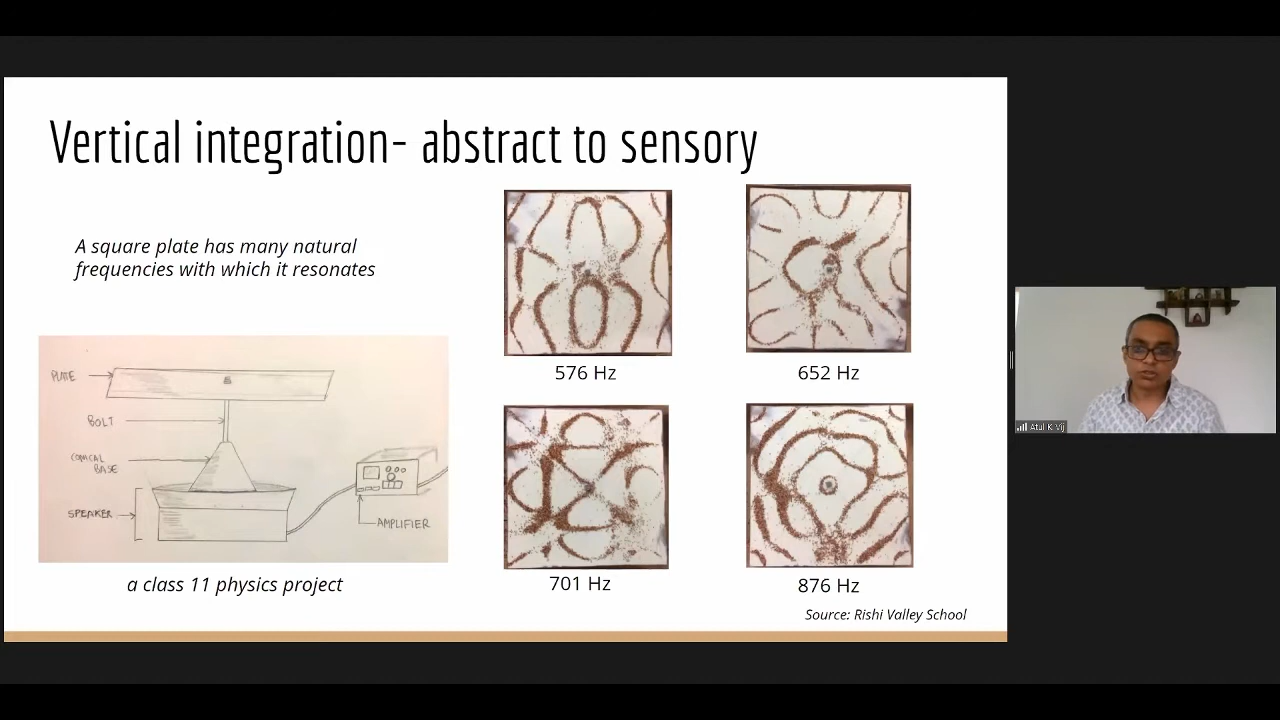 Vertical integration- abstract to sensory
A square plate has many natural
frequencies with which it resonates
PLATE
BOLT
CONICAL
BASE
SPEAKER
AMPLIFIER
a class 11 physics project
576 Hz
652 Hz
701 Hz
876 Hz
Source: Rishi Valley School
Atul K Vij